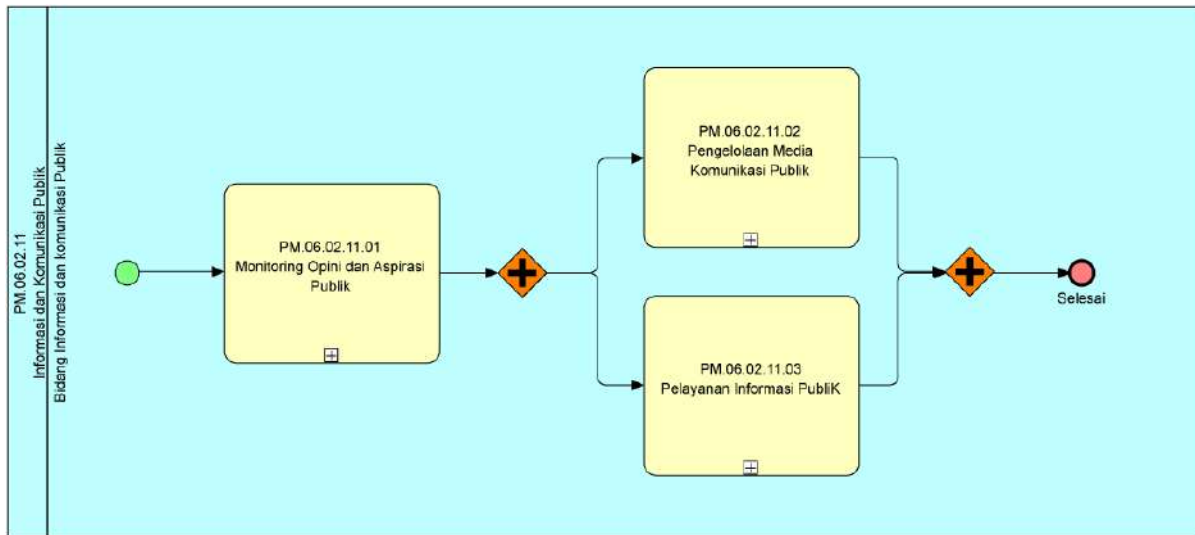 PM.06.02.11
Informasi dan Komunikasi Publik
Bidang Informasi dan komunikasi Publik
PM.06.02.11.01
Monitoring Opini dan Aspirasi
Publik
PM.06.02.11.02
Pengelolaan Media
Komunikasi Publik
PM.06.02.11.03
Pelayanan Informasi PubliK
Selesai